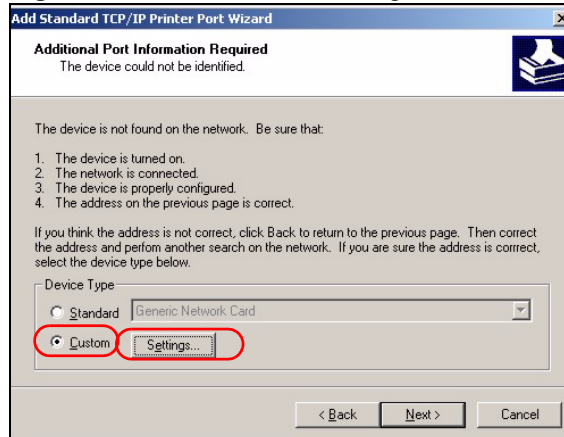 Add Standard TCP/IP Printer Port Wizard
Additional Port Information Required
The device could not be identified.
The device is not found on the network. Be sure that:
1. The device is turned on.
2. The network is connected.
3. The device is properly configured.
4. The address on the previous page is correct.
If you think the address is not correct, click Back to return to the previous page. Then correct
the address and perfom another search on the network. If you are sure the address is corrrect,
select the device type below.
Device Type
Standard Generic Network Card
Custom Settings...
< Back Next > Cancel